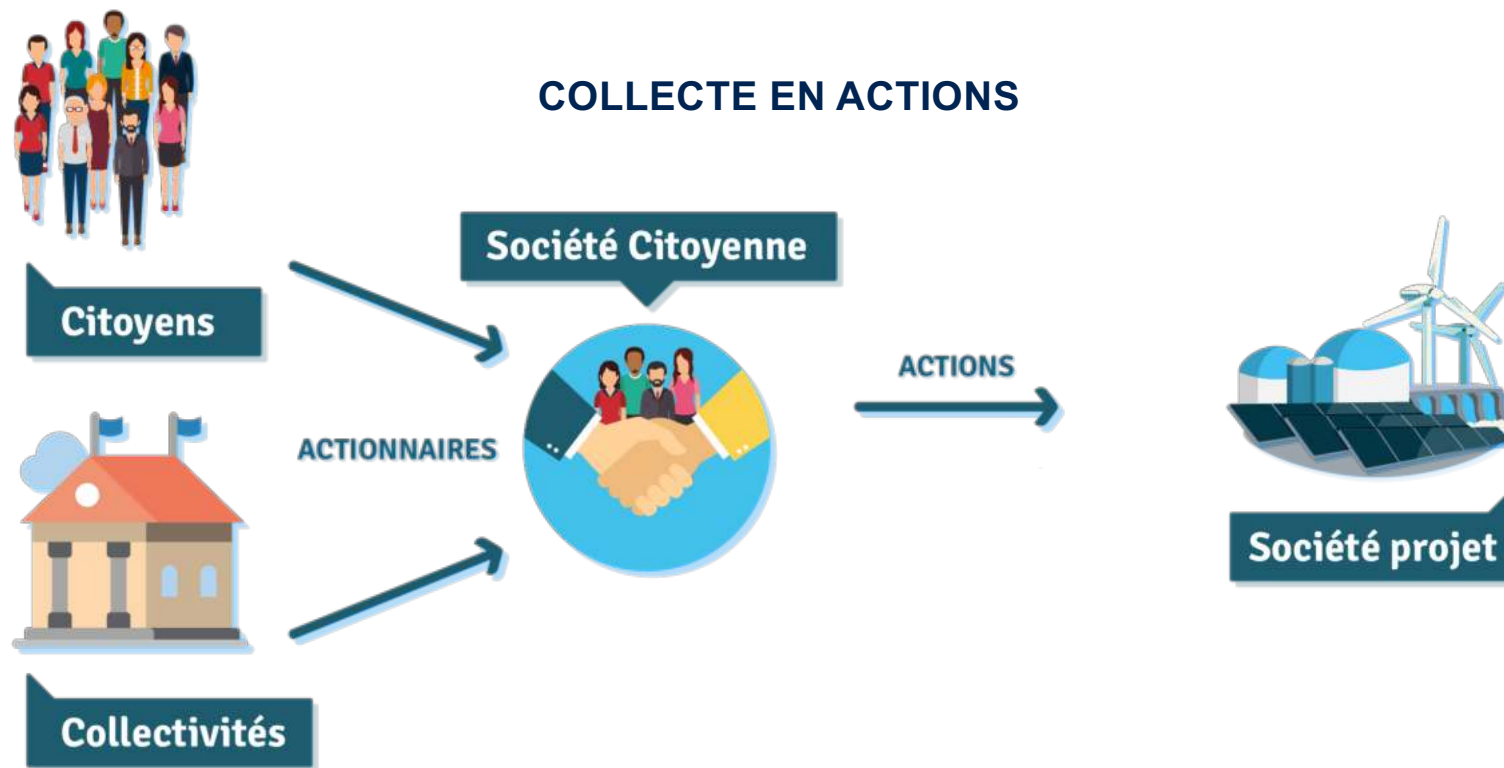 COLLECTE EN ACTIONS
Société Citoyenne
Citoyens
ACTIONS
ACTIONNAIRES
Société projet
Collectivités